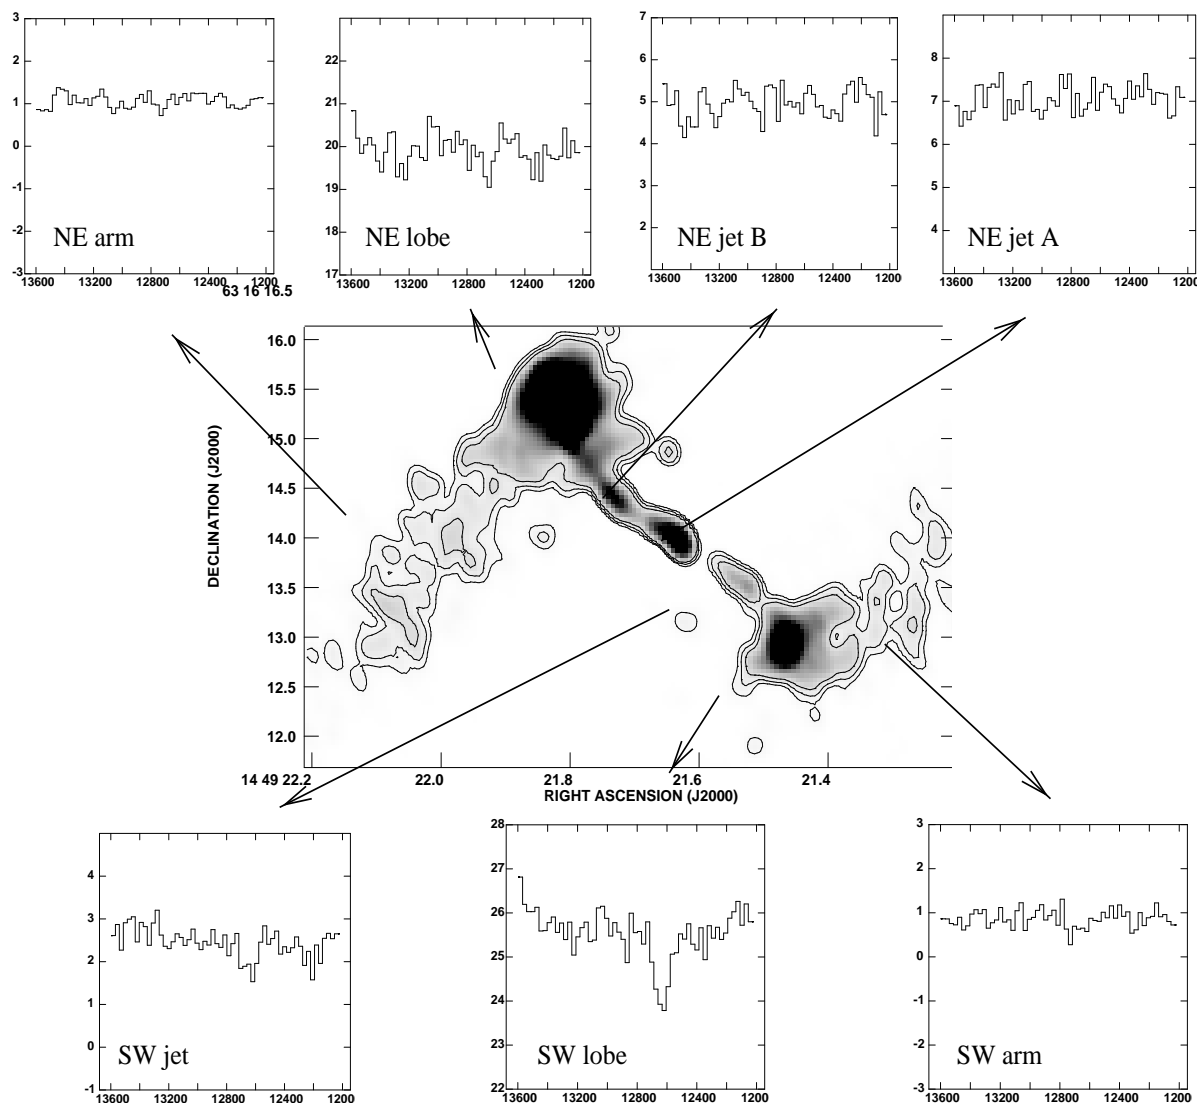 3
2
1
0
-1
-2
-3
NE arm
13600 13200 12800 12400 1200
63 16 16.5
22
21
20
19
18
17
NE lobe
13600 13200 12800 12400 1200
7
6
5
4
3
2
NE jet B
13600 13200 12800 12400 1200
8
7
6
5
4
NE jet A
13600 13200 12800 12400 1200
16.0
15.5
15.0
14.5
14.0
13.5
13.0
12.5
12.0
DECLINATION (J2000)
14 49 22.2 22.0 21.8 21.6 21.4
RIGHT ASCENSION (J2000)
4
3
2
1
0
-1
SW jet
13600 13200 12800 12400 1200
28
27
26
25
24
23
22
SW lobe
13600 13200 12800 12400 1200
3
2
1
0
-1
-2
-3
SW arm
13600 13200 12800 12400 1200